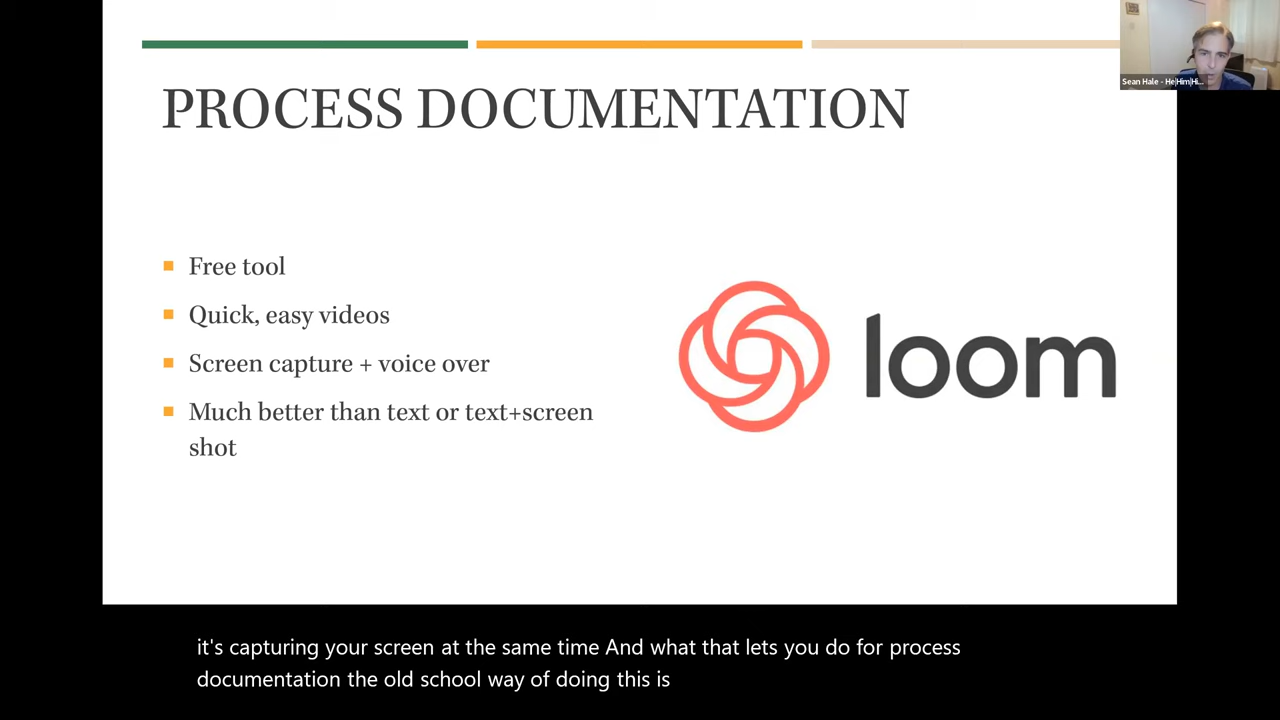 Sean Hale - He|Him|Hi...
PROCESS DOCUMENTATION
Free tool
Quick, easy videos
Screen capture + voice over
Much better than text or text+screen
shot
loom
it's capturing your screen at the same time And what that lets you do for process
documentation the old school way of doing this is